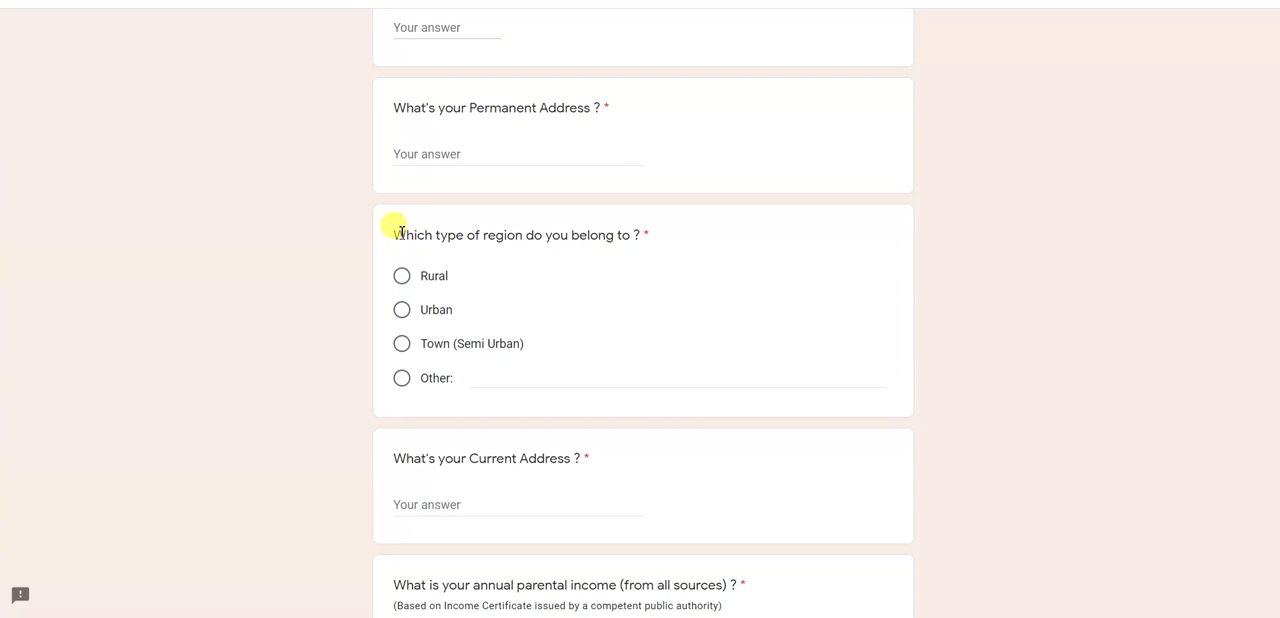 Your answer
What's your Permanent Address ? *
Your answer
Which type of region do you belong to ? *
Rural
Urban
Town (Semi Urban)
Other:
What's your Current Address ? *
Your answer
What is your annual parental income (from all sources) ? *
(Based on Income Certificate issued by a competent public authority)